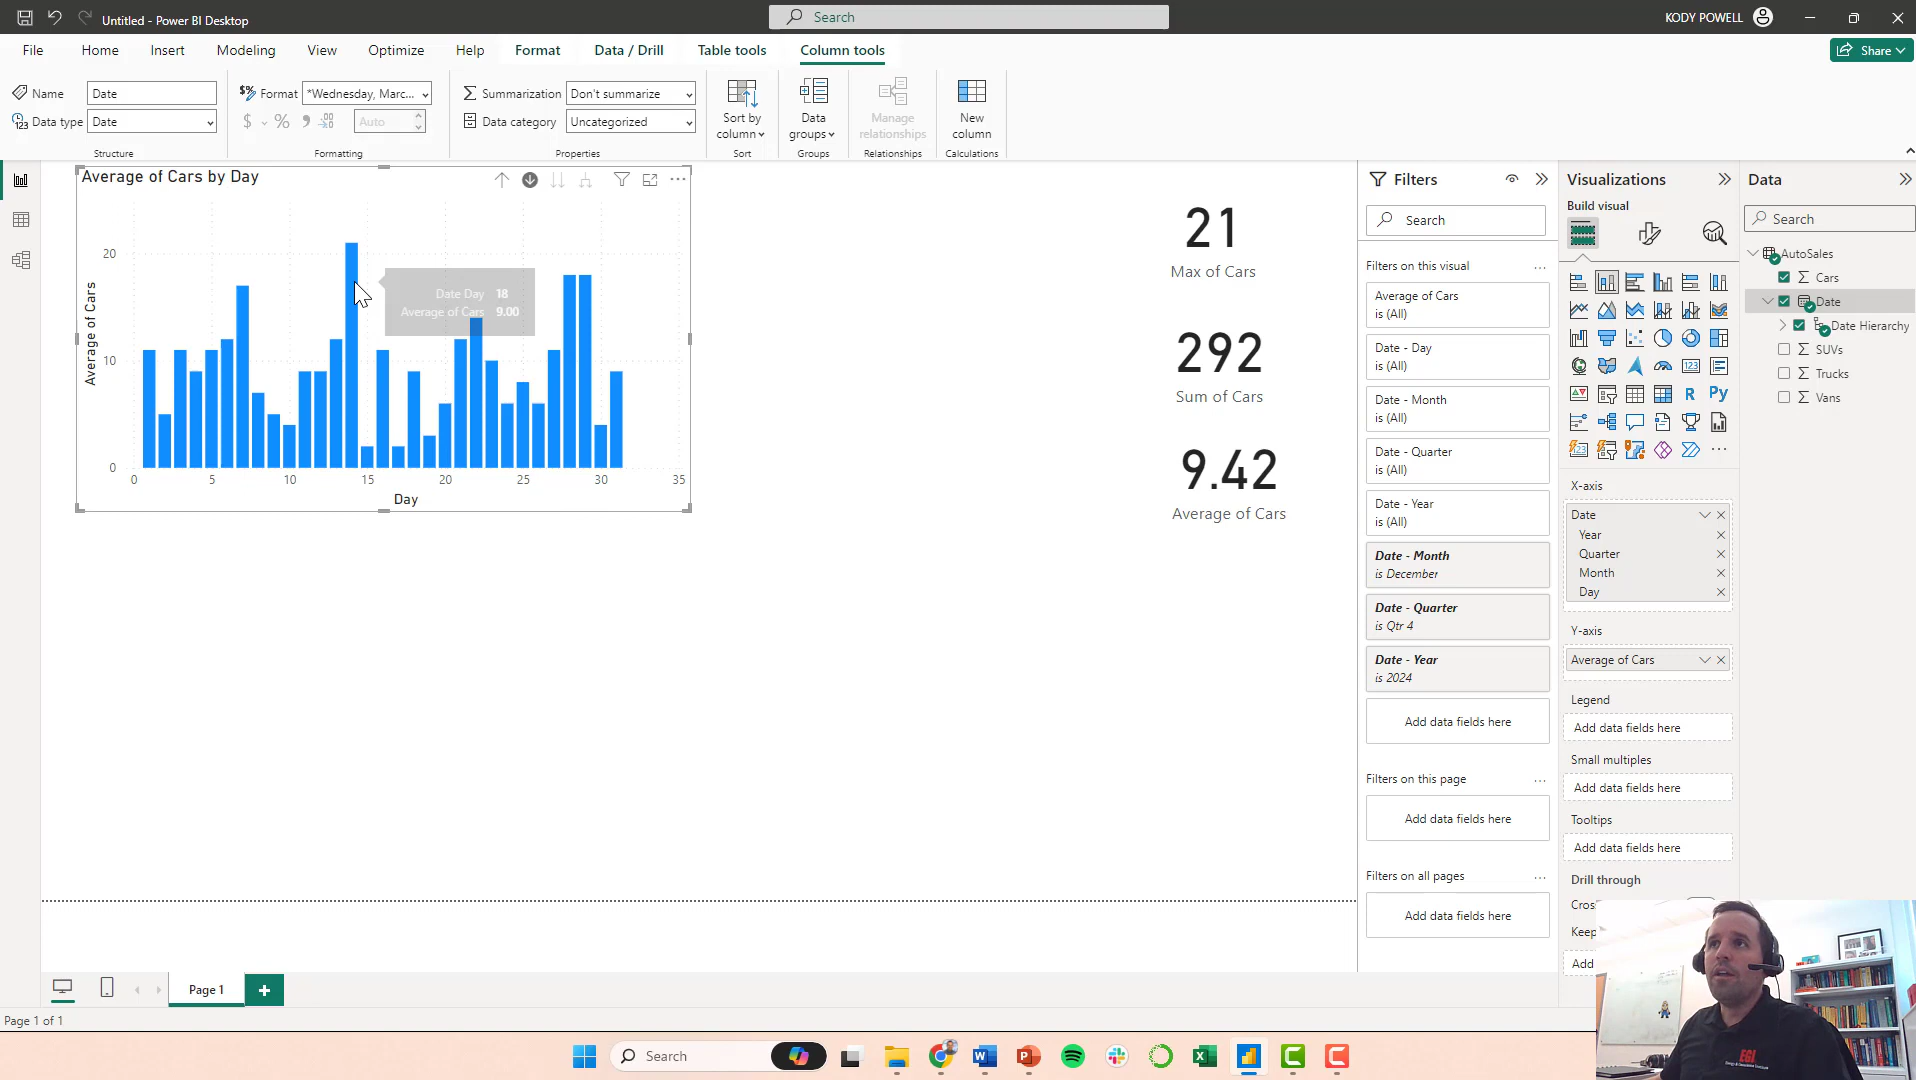 Untitled - Power BI Desktop
Search
KODY POWELL
File
Home
Insert
Modeling
View
Optimize
Help
Format
Data / Drill
Table tools
Column tools
Share
Name
Date
Data type
Date
Structure
Format
*Wednesday, Marc...
$
%
Auto
Formatting
Summarization
Don't summarize
Data category
Uncategorized
Properties
Sort by
column
Sort
Data
groups
Groups
Manage
relationships
Relationships
New
column
Calculations
Average of Cars by Day
Average of Cars
20
10
0
0
5
10
15
20
25
30
35
Day
Date Day 18
Average of Cars 9.00
21
Max of Cars
292
Sum of Cars
9.42
Average of Cars
Filters
Search
Filters on this visual
Average of Cars
is (All)
Date - Day
is (All)
Date - Month
is (All)
Date - Quarter
is (All)
Date - Year
is (All)
Date - Month
is December
Date - Quarter
is Qtr 4
Date - Year
is 2024
Add data fields here
Filters on this page
Add data fields here
Filters on all pages
Add data fields here
Visualizations
Build visual
R
Py
X-axis
Date
Year
Quarter
Month
Day
Y-axis
Average of Cars
Legend
Add data fields here
Small multiples
Add data fields here
Tooltips
Add data fields here
Drill through
Cros
Keep
Add
Data
Search
AutoSales
Cars
Date
Date Hierarchy
SUVs
Trucks
Vans
Page 1
Page 1 of 1
Search
EGI